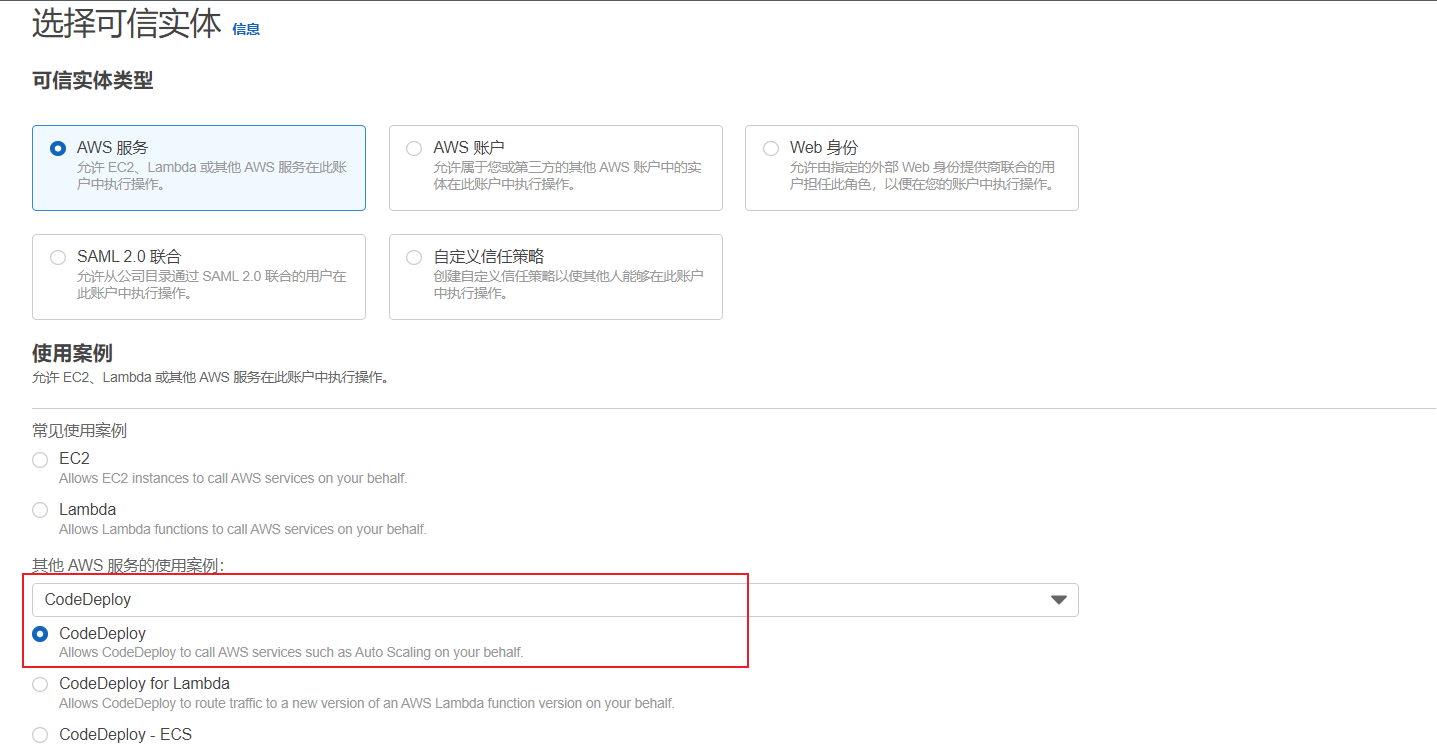 选择可信实体 信息
可信实体类型
AWS 服务
允许 EC2、Lambda 或其他 AWS 服务在此账
户中执行操作。
AWS 账户
允许属于您或第三方的其他 AWS 账户中的实
体在此账户中执行操作。
Web 身份
允许由指定的外部 Web 身份提供商联合的用
户担任此角色，以便在您的账户中执行操作。
SAML 2.0 联合
允许从公司目录通过 SAML 2.0 联合的用户在
此账户中执行操作。
自定义信任策略
创建自定义信任策略以使其他人能够在此账户
中执行操作。
使用案例
允许 EC2、Lambda 或其他 AWS 服务在此账户中执行操作。
常见使用案例
EC2
Allows EC2 instances to call AWS services on your behalf.
Lambda
Allows Lambda functions to call AWS services on your behalf.
其他 AWS 服务的使用案例：
CodeDeploy
CodeDeploy
Allows CodeDeploy to call AWS services such as Auto Scaling on your behalf.
CodeDeploy for Lambda
Allows CodeDeploy to route traffic to a new version of an AWS Lambda function version on your behalf.
CodeDeploy - ECS